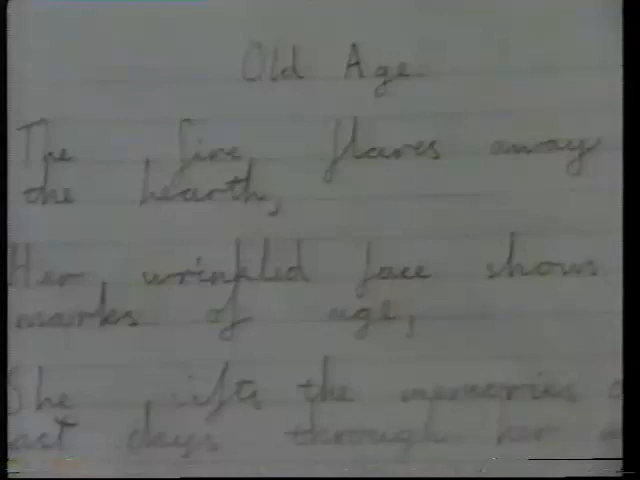 Old Age
The fire flares away
the hearth,
Her wrinkled face shows
marks of age,
She sifts the memories
days through her